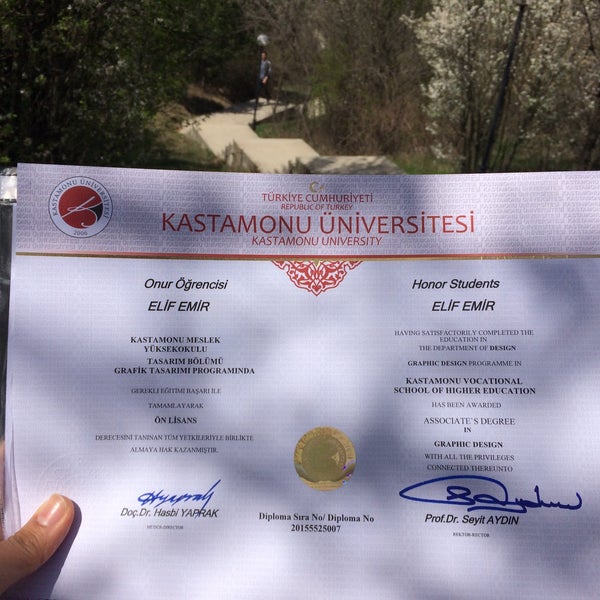 KASTAMONU ÜNİVERSİTESİ
2006
TÜRKİYE CUMHURİYETİ
REPUBLIC OF TURKEY
KASTAMONU ÜNİVERSİTESİ
KASTAMONU UNIVERSITY
Onur Öğrencisi
ELİF EMİR
KASTAMONU MESLEK
YÜKSEKOKULU
TASARIM BÖLÜMÜ
GRAFİK TASARIMI PROGRAMINDA
GEREKLİ EĞİTİMİ BAŞARI İLE
TAMAMLAYARAK
ÖN LİSANS
DERECESİNİ TANINAN TÜM YETKİLERİYLE BİRLİKTE
ALMAYA HAK KAZANMIŞTIR.
Doç.Dr. Hasbi YAPRAK
MÜDÜR-DIRECTOR
Honor Students
ELİF EMİR
HAVING SATISFACTORILY COMPLETED THE
EDUCATION IN
THE DEPARTMENT OF DESIGN
GRAPHIC DESIGN PROGRAMME IN
KASTAMONU VOCATIONAL
SCHOOL OF HIGHER EDUCATION
HAS BEEN AWARDED
ASSOCIATE'S DEGREE
IN
GRAPHIC DESIGN
WITH ALL THE PRIVILEGES
CONNECTED THEREUNTO
Prof.Dr. Seyit AYDIN
REKTÖR-RECTOR
Diploma Sıra No/ Diploma No
20155525007